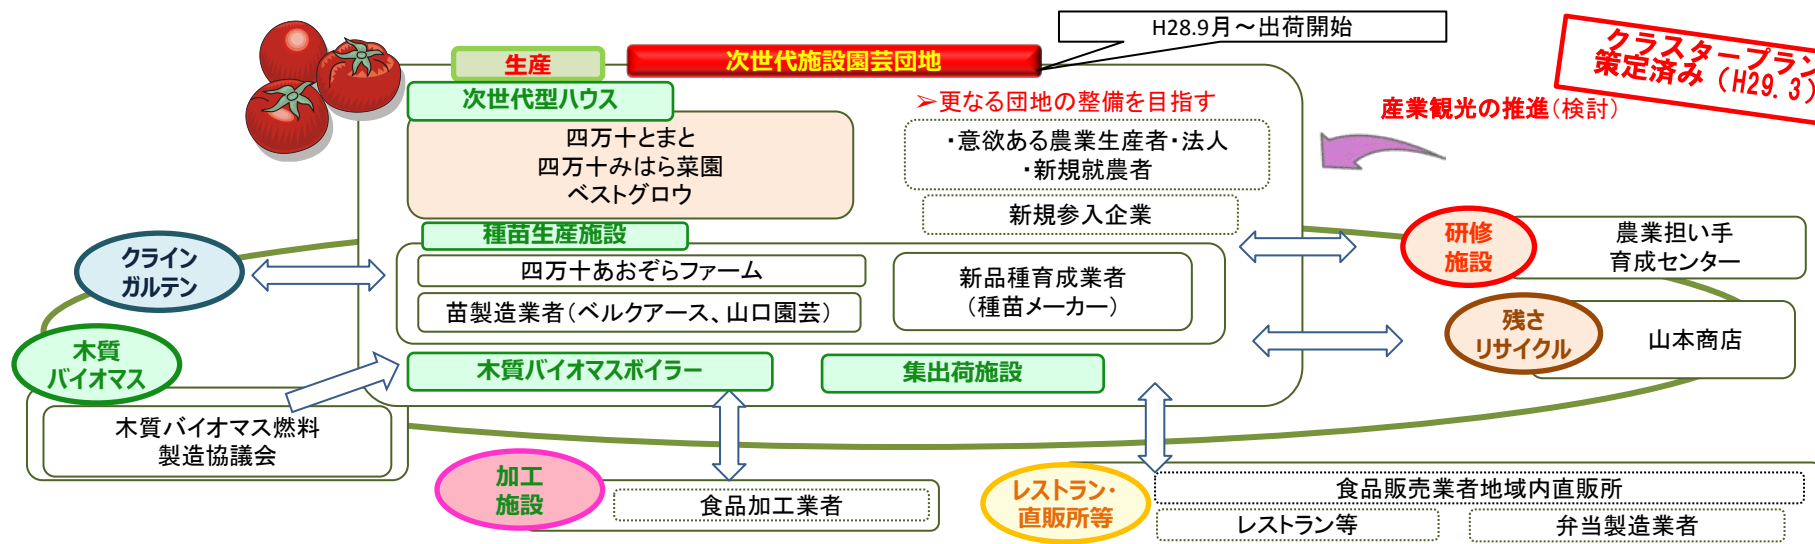 H28.9月～出荷開始
クラスタープラン
策定済み（H29.3）
生産
次世代施設園芸団地
次世代型ハウス
四万十とまと
四万十みはら菜園
ベストグロウ
➢更なる団地の整備を目指す
・意欲ある農業生産者・法人
・新規就農者
新規参入企業
産業観光の推進（検討）
種苗生産施設
四万十あおぞらファーム
苗製造業者（ベルクアース、山口園芸）
新品種育成業者
（種苗メーカー）
クライン
ガルテン
研修
施設
農業担い手
育成センター
残さ
リサイクル
山本商店
木質
バイオマス
木質バイオマスボイラー
集出荷施設
木質バイオマス燃料
製造協議会
加工
施設
食品加工業者
レストラン・
直販所等
食品販売業者地域内直販所
レストラン等
弁当製造業者